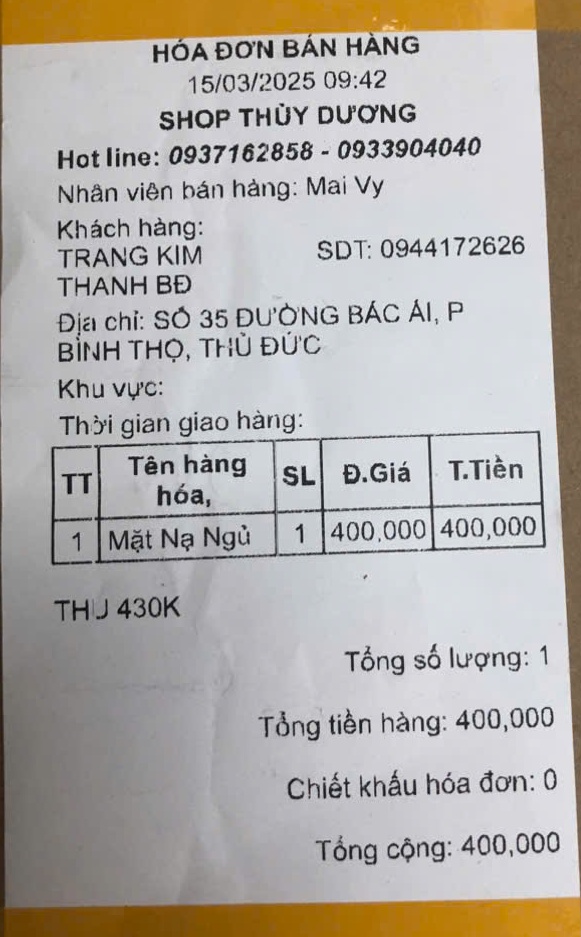 HÓA ĐƠN BÁN HÀNG
15/03/2025 09:42
SHOP THÙY DƯƠNG
Hot line: 0937162858 - 0933904040
Nhân viên bán hàng: Mai Vy
Khách hàng:
TRANG KIM THANH BĐ SDT: 0944172626
Địa chỉ: SỐ 35 ĐƯỜNG BÁC ÁI, P
BÌNH THỌ, THỦ ĐỨC
Khu vực:
Thời gian giao hàng:
TT Tên hàng hóa, SL Đ.Giá T.Tiền
1 Mặt Nạ Ngủ 1 400,000 400,000
THU 430K
Tổng số lượng: 1
Tổng tiền hàng: 400,000
Chiết khấu hóa đơn: 0
Tổng cộng: 400,000